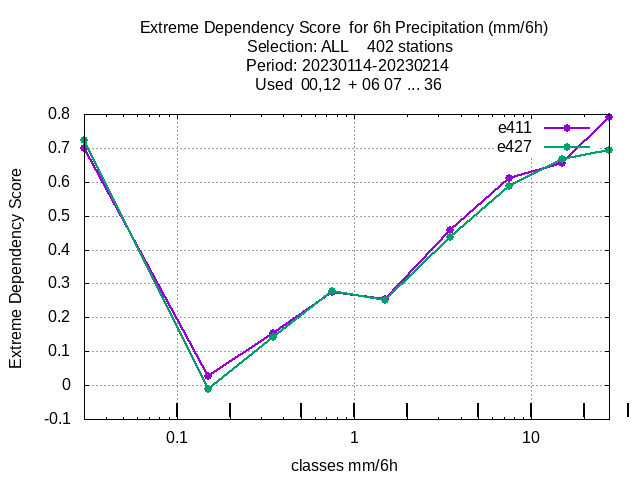 Extreme Dependency Score  for 6h Precipitation (mm/6h)
Selection: ALL    402 stations
Period: 20230114-20230214
Used  00,12  + 06 07 ... 36
e411
e427
0.8
0.7
0.6
0.5
0.4
0.3
0.2
0.1
0
-0.1
Extreme Dependency Score
0.1
1
10
classes mm/6h